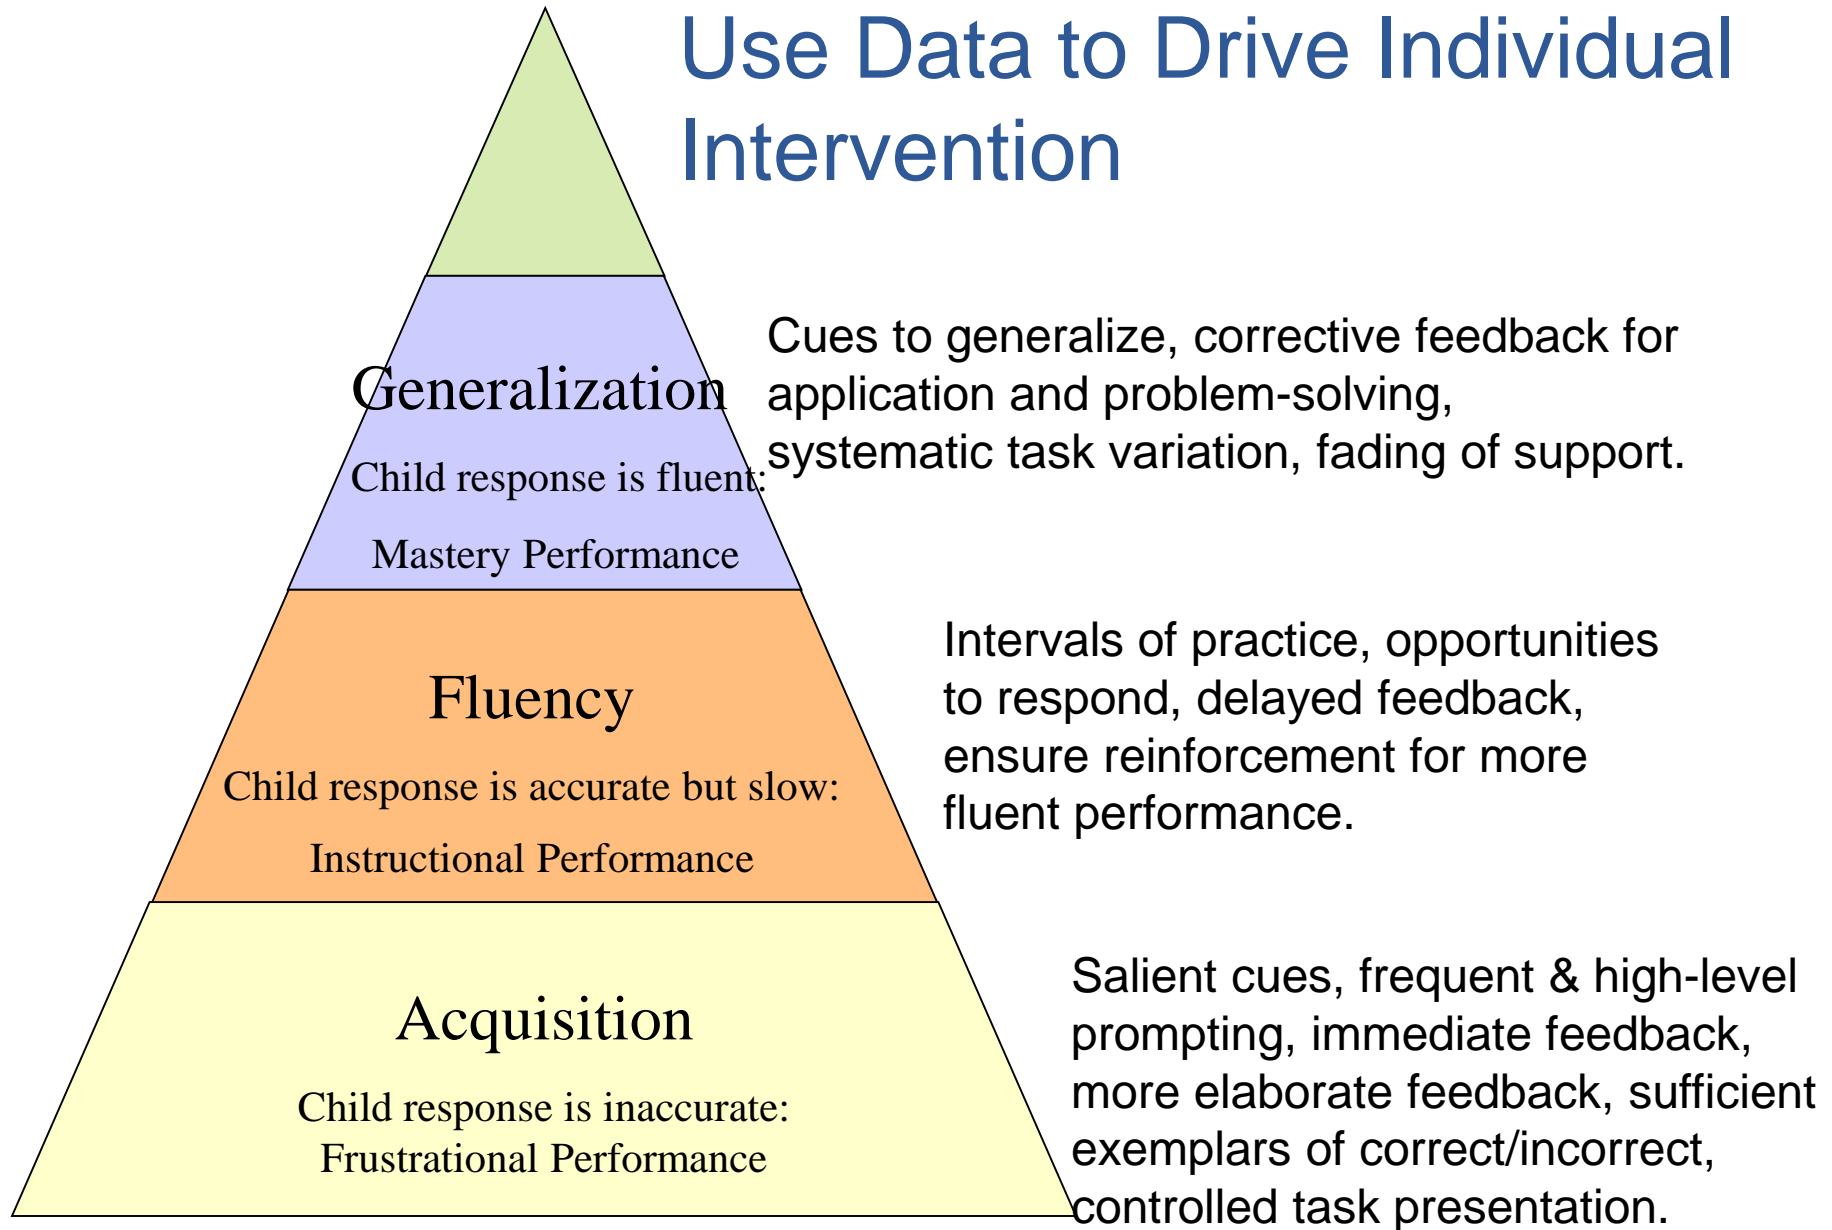 Use Data to Drive Individual
Intervention
Generalization
Child response is fluent:
Mastery Performance
Cues to generalize, corrective feedback for
application and problem-solving,
systematic task variation, fading of support.
Fluency
Child response is accurate but slow:
Instructional Performance
Intervals of practice, opportunities
to respond, delayed feedback,
ensure reinforcement for more
fluent performance.
Acquisition
Child response is inaccurate:
Frustrational Performance
Salient cues, frequent & high-level
prompting, immediate feedback,
more elaborate feedback, sufficient
exemplars of correct/incorrect,
controlled task presentation.